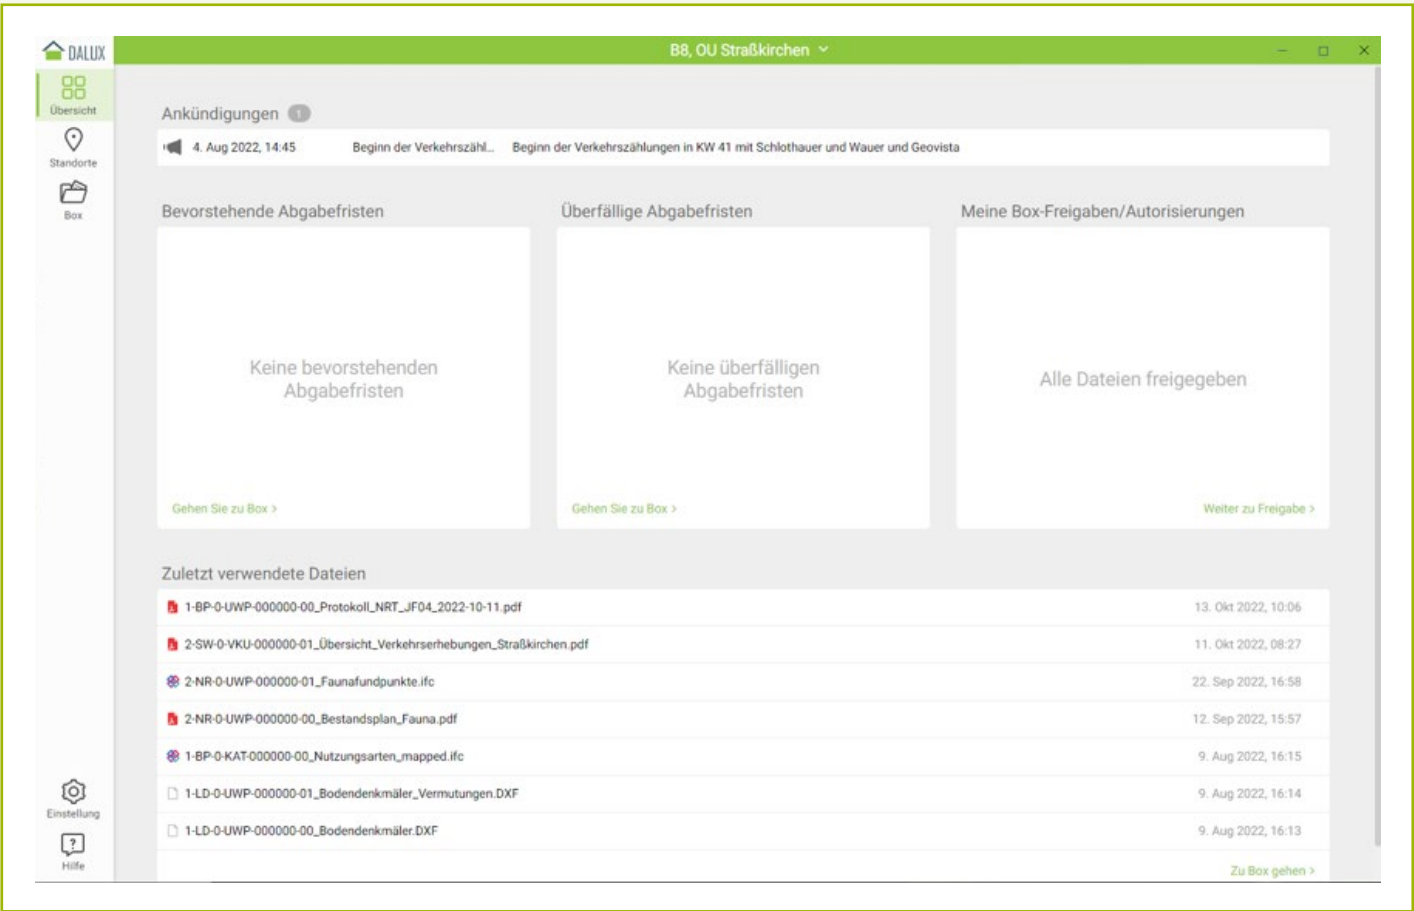 DALUX
B8, OU Straßkirchen
Übersicht
Standorte
Box
Ankündigungen 1
4. Aug 2022, 14:45 Beginn der Verkehrszähl... Beginn der Verkehrszählungen in KW 41 mit Schlothauer und Wauer und Geovista
Bevorstehende Abgabefristen
Keine bevorstehenden
Abgabefristen
Gehen Sie zu Box >
Überfällige Abgabefristen
Keine überfälligen
Abgabefristen
Gehen Sie zu Box >
Meine Box-Freigaben/Autorisierungen
Alle Dateien freigegeben
Weiter zu Freigabe >
Zuletzt verwendete Dateien
1-BP-0-UWP-000000-00_Protokoll_NRT_JF04_2022-10-11.pdf 13. Okt 2022, 10:06
2-SW-0-VKU-000000-01_Übersicht_Verkehrserhebungen_Straßkirchen.pdf 11. Okt 2022, 08:27
2-NR-0-UWP-000000-01_Faunafundpunkte.ifc 22. Sep 2022, 16:58
2-NR-0-UWP-000000-00_Bestandsplan_Fauna.pdf 12. Sep 2022, 15:57
1-BP-0-KAT-000000-00_Nutzungsarten_mapped.ifc 9. Aug 2022, 16:15
1-LD-0-UWP-000000-01_Bodendenkmäler_Vermutungen.DXF 9. Aug 2022, 16:14
1-LD-0-UWP-000000-00_Bodendenkmäler.DXF 9. Aug 2022, 16:13
Zu Box gehen >
Einstellung
Hilfe